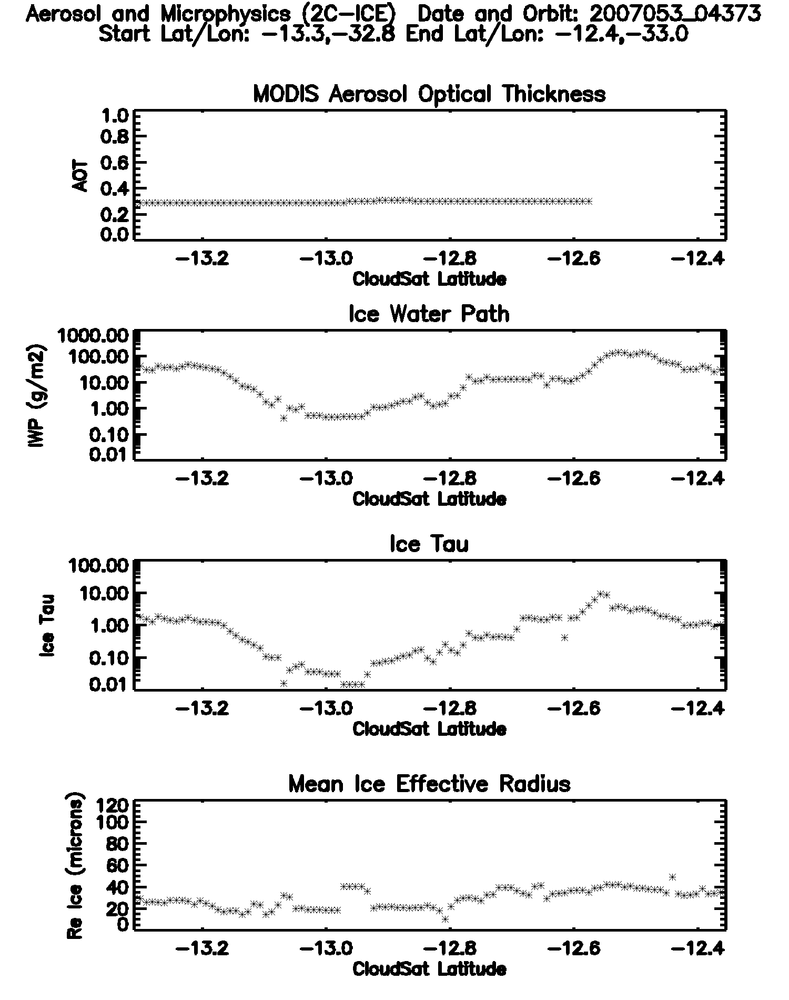 Aerosol and Microphysics (2C-ICE) Date and Orbit: 2007053_04373
Start Lat/Lon: -13.3,-32.8 End Lat/Lon: -12.4,-33.0
MODIS Aerosol Optical Thickness
1.0
0.8
0.6
0.4
0.2
0.0
AOT
-13.2 -13.0 -12.8 -12.6 -12.4
CloudSat Latitude
Ice Water Path
1000.00
100.00
10.00
1.00
0.10
0.01
IWP (g/m2)
-13.2 -13.0 -12.8 -12.6 -12.4
CloudSat Latitude
Ice Tau
100.00
10.00
1.00
0.10
0.01
Ice Tau
-13.2 -13.0 -12.8 -12.6 -12.4
CloudSat Latitude
Mean Ice Effective Radius
120
100
80
60
40
20
0
Re Ice (microns)
-13.2 -13.0 -12.8 -12.6 -12.4
CloudSat Latitude